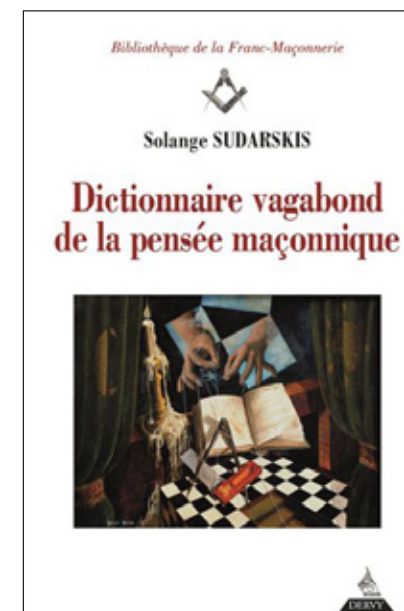 Bibliothèque de la Franc-Maçonnerie
Solange SUDARSKIS
Dictionnaire vagabond
de la pensée maçonnique
DERVY